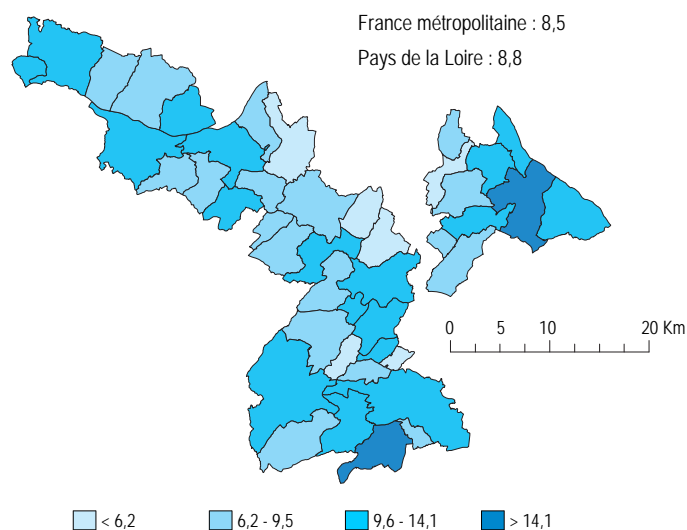 France métropolitaine : 8,5
Pays de la Loire : 8,8
0 5 10 20 Km
< 6,2 6,2 - 9,5 9,6 - 14,1 > 14,1